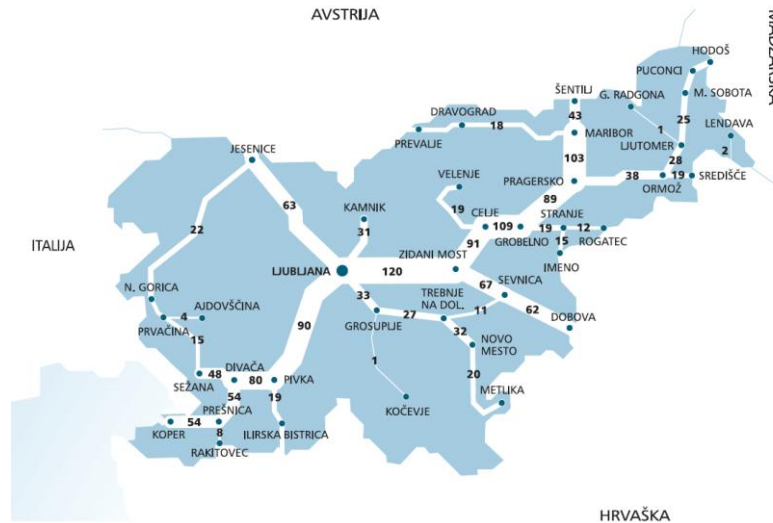 AVSTRIJA
MADŽARSKA
HODOŠ
PUCONCI
ŠENTILJ
G. RADGONA
M. SOBOTA
DRAVOGRAD
43
25
LENDAVA
18
MARIBOR
1
PREVALJE
LJUTOMER
2
JESENICE
103
28
VELENJE
PRAGERSKO
38
19
SREDIŠČE
ORMOŽ
63
KAMNIK
89
19
CELJE
STRANJE
22
31
109
19
12
ITALIJA
91
GROBELNO
15
ROGATEC
ZIDANI MOST
IMENO
LJUBLJANA
120
67
SEVNICA
N. GORICA
33
TREBNJE
NA DOL.
62
4
AJDOVŠČINA
27
11
PRVAČINA
90
GROSUPLJE
DOBOVA
15
32
NOVO
MESTO
DIVAČA
1
48
80
PIVKA
20
SEŽANA
54
19
METLIKA
PREŠNICA
KOČEVJE
54
KOPER
8
ILIRSKA BISTRICA
RAKITOVEC
HRVAŠKA